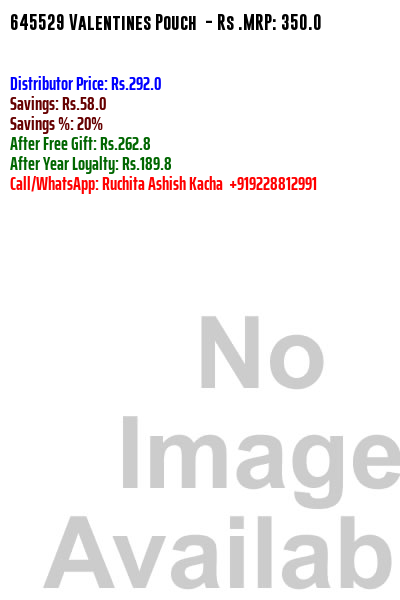 645529 Valentines Pouch - Rs .MRP: 350.0
Distributor Price: Rs.292.0
Savings: Rs.58.0
Savings %: 20%
After Free Gift: Rs.262.8
After Year Loyalty: Rs.189.8
Call/WhatsApp: Ruchita Ashish Kacha +919228812991
No
Image
Availab